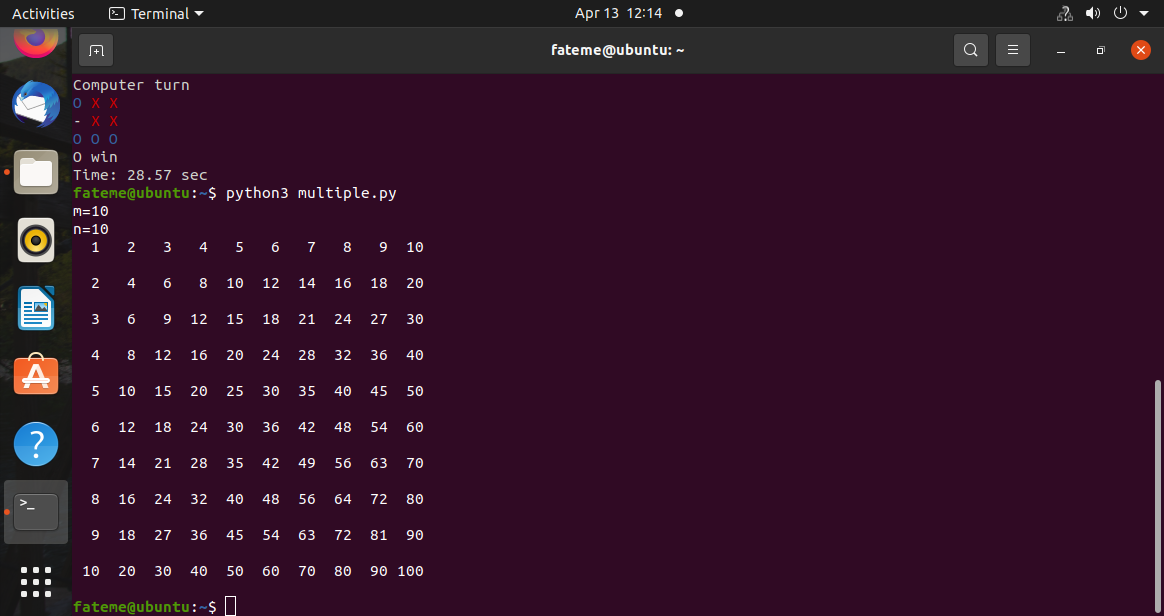 Activities Terminal Apr 13 12:14
fateme@ubuntu: ~
Computer turn
O X X
- X X
O O O
O win
Time: 28.57 sec
fateme@ubuntu:~$ python3 multiple.py
m=10
n=10
1 2 3 4 5 6 7 8 9 10
2 4 6 8 10 12 14 16 18 20
3 6 9 12 15 18 21 24 27 30
4 8 12 16 20 24 28 32 36 40
5 10 15 20 25 30 35 40 45 50
6 12 18 24 30 36 42 48 54 60
7 14 21 28 35 42 49 56 63 70
8 16 24 32 40 48 56 64 72 80
9 18 27 36 45 54 63 72 81 90
10 20 30 40 50 60 70 80 90 100
fateme@ubuntu:~$